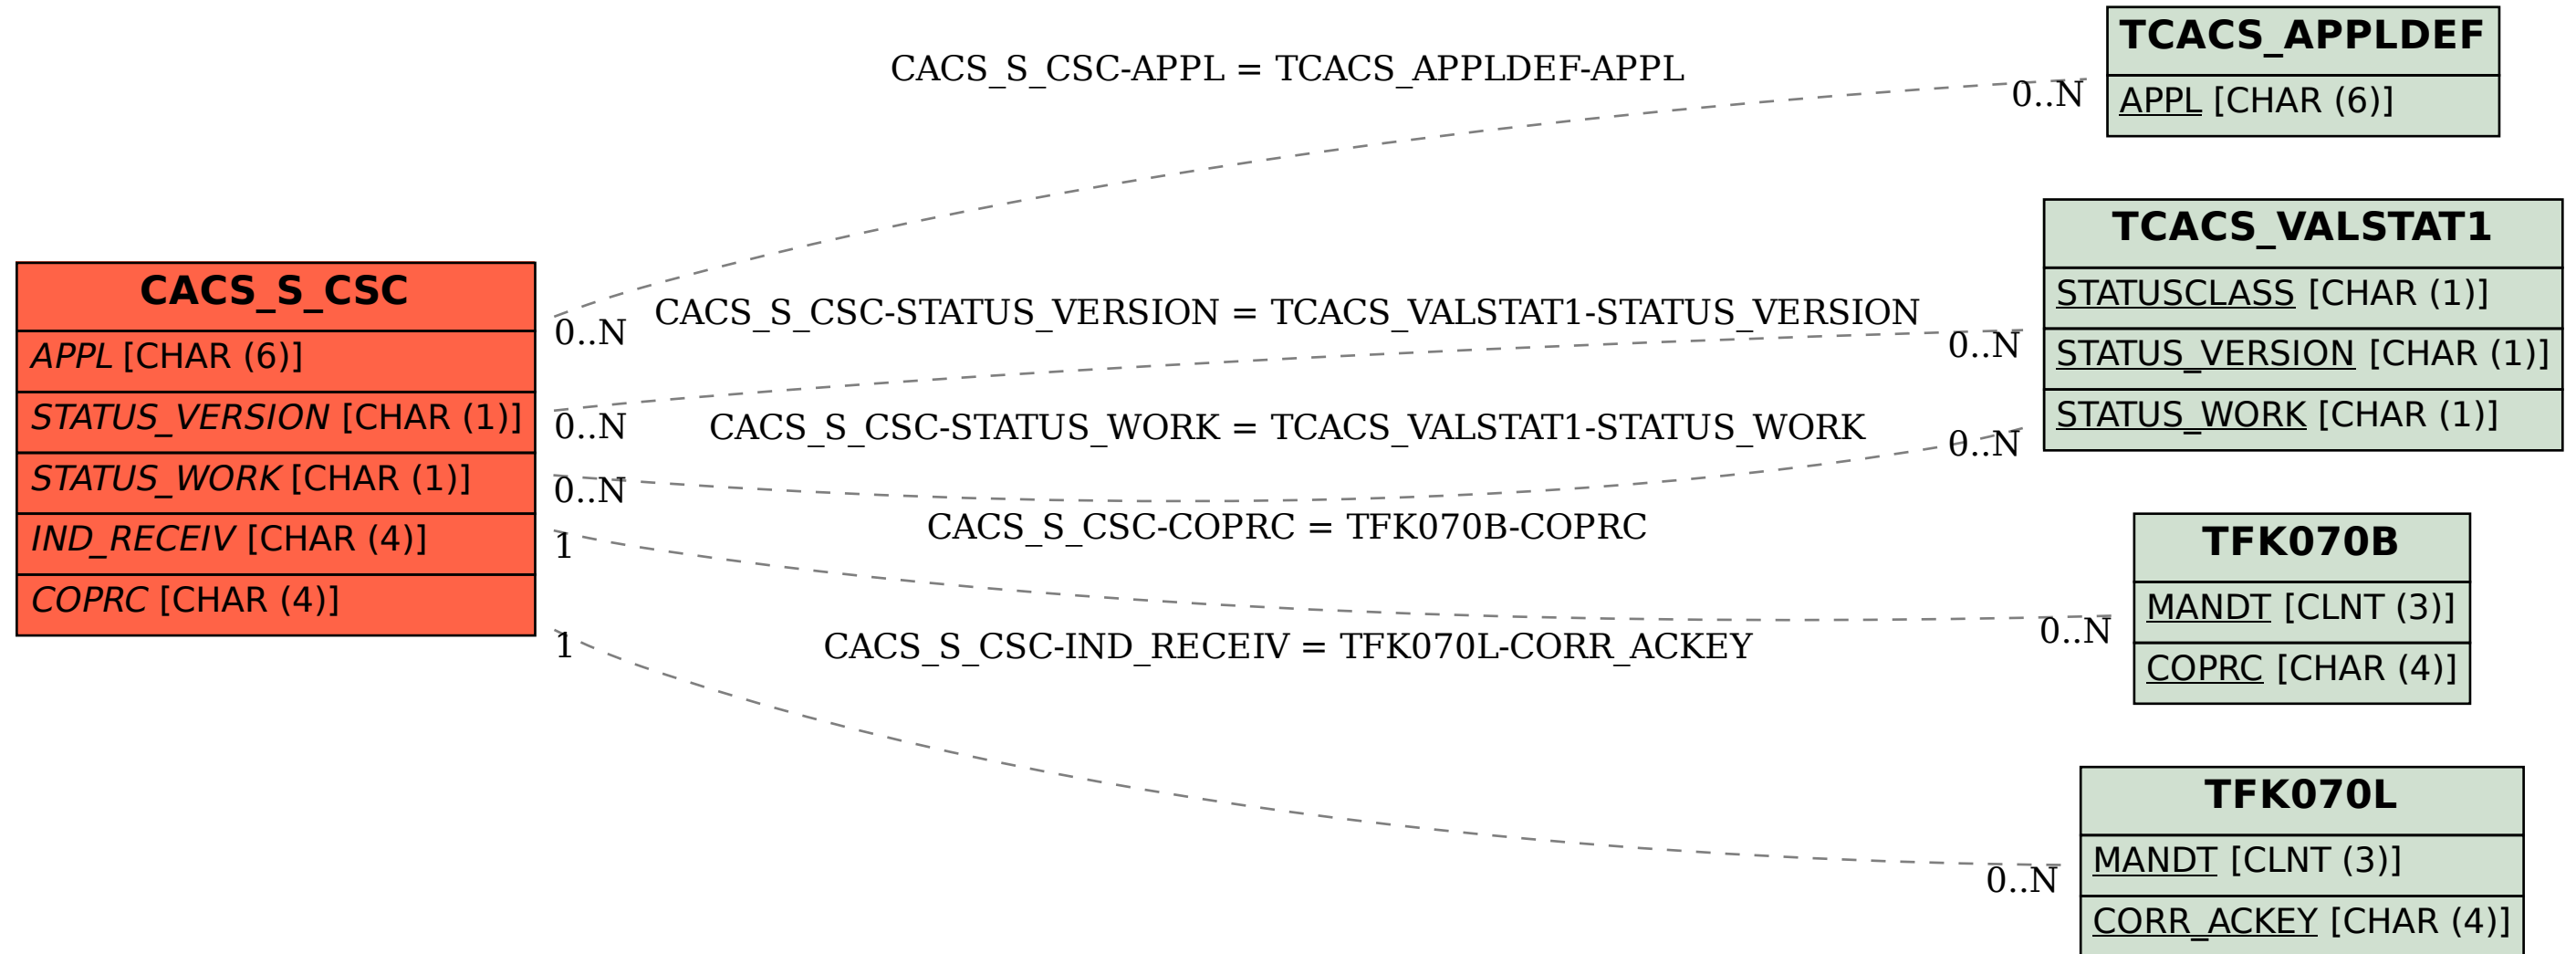 CACS_S_CSC
APPL [CHAR (6)]
STATUS_VERSION [CHAR (1)]
STATUS_WORK [CHAR (1)]
IND_RECEIV [CHAR (4)]
COPRC [CHAR (4)]
CACS_S_CSC-APPL = TCACS_APPLDEF-APPL
0..N
0..N
CACS_S_CSC-STATUS_VERSION = TCACS_VALSTAT1-STATUS_VERSION
0..N
0..N
CACS_S_CSC-STATUS_WORK = TCACS_VALSTAT1-STATUS_WORK
0..N
0..N
CACS_S_CSC-COPRC = TFK070B-COPRC
1
0..N
CACS_S_CSC-IND_RECEIV = TFK070L-CORR_ACKEY
1
0..N
TCACS_APPLDEF
APPL [CHAR (6)]
TCACS_VALSTAT1
STATUSCLASS [CHAR (1)]
STATUS_VERSION [CHAR (1)]
STATUS_WORK [CHAR (1)]
TFK070B
MANDT [CLNT (3)]
COPRC [CHAR (4)]
TFK070L
MANDT [CLNT (3)]
CORR_ACKEY [CHAR (4)]